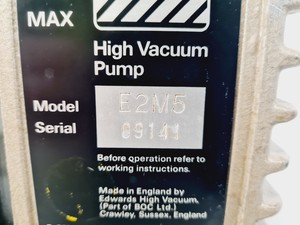 MAX
High Vacuum
Pump
Model E2M5
Serial 09141
Before operation refer to
working instructions.
Made in England by
Edwards High Vacuum,
(Part of BOC Ltd.)
Crawley, Sussex, England